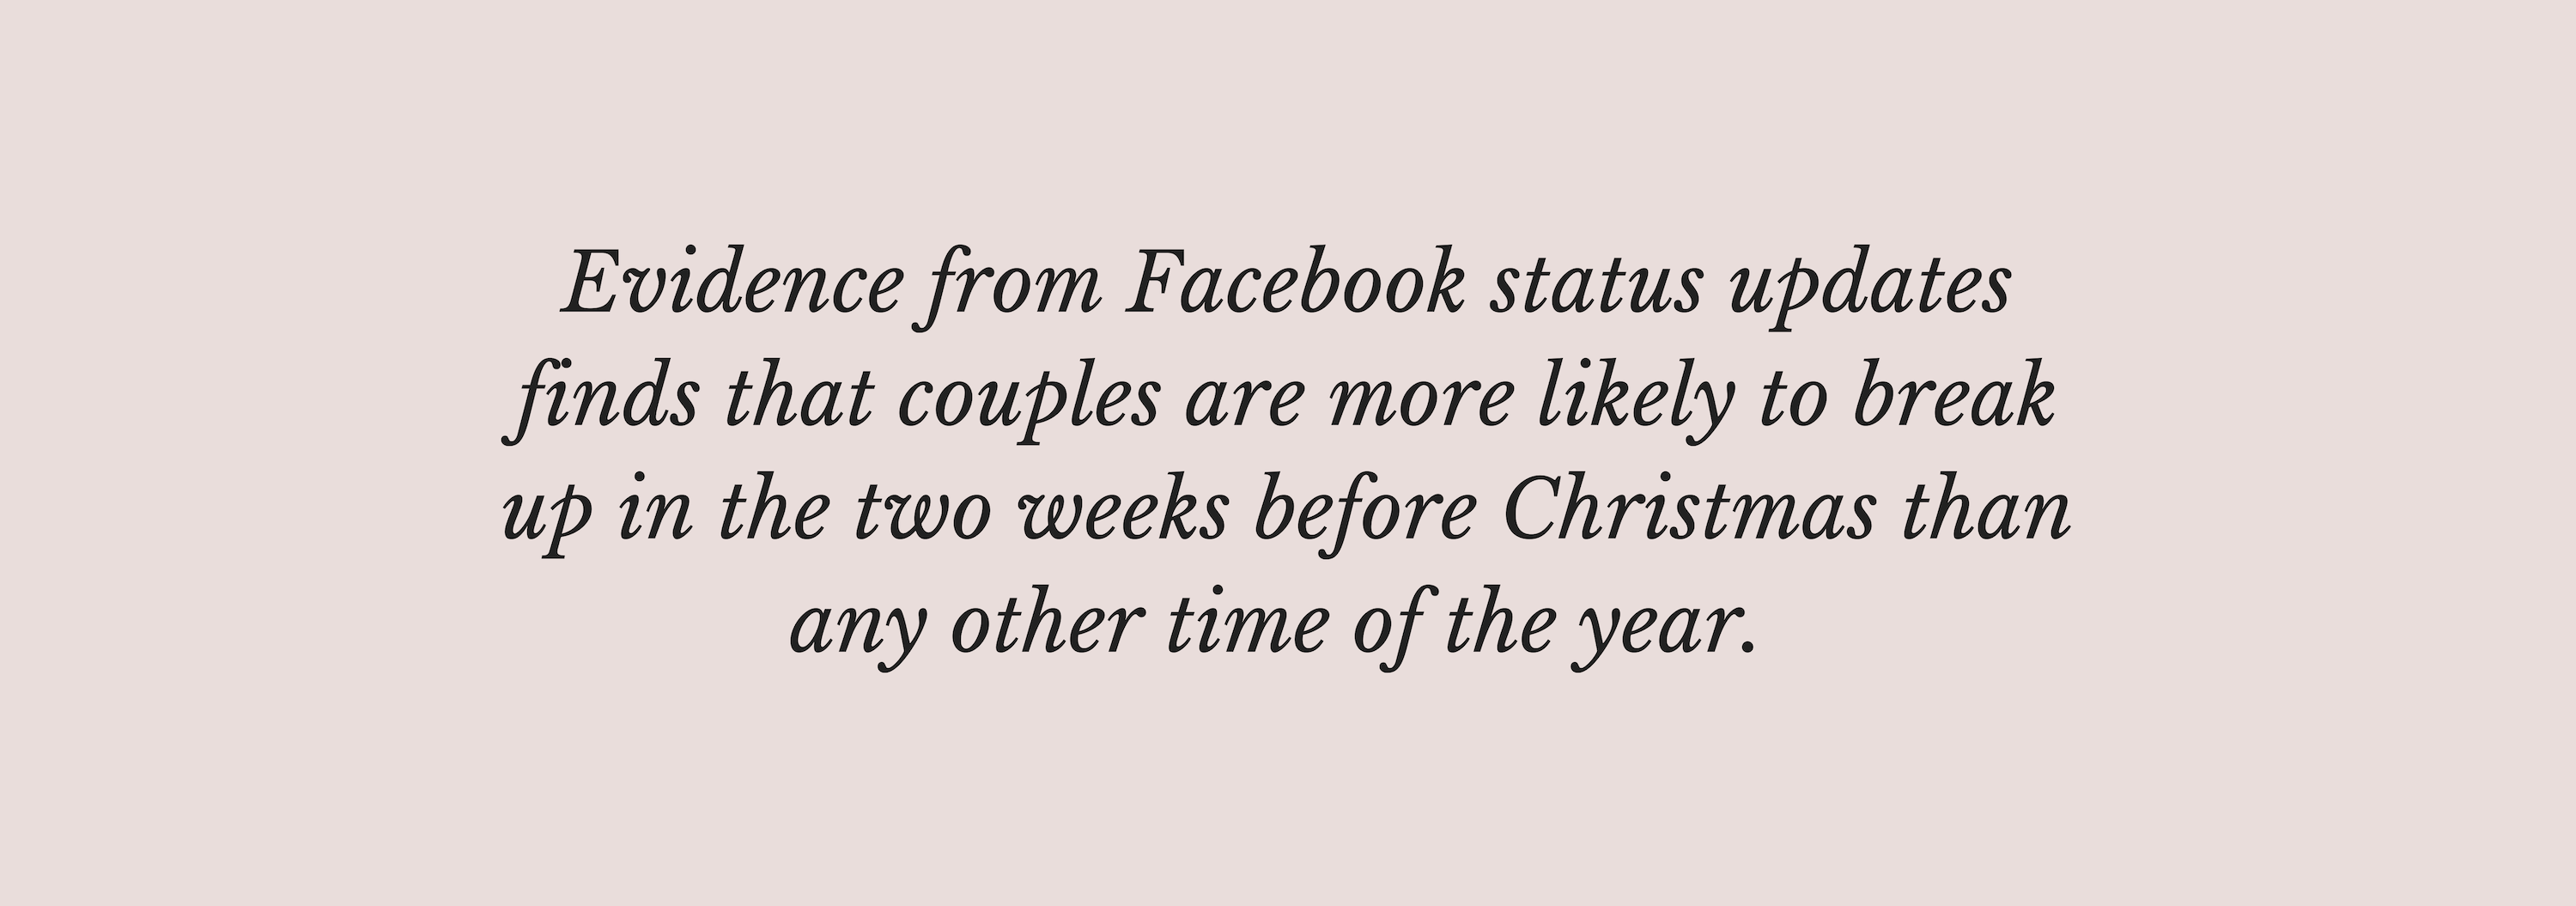 Evidence from Facebook status updates
finds that couples are more likely to break
up in the two weeks before Christmas than
any other time of the year.